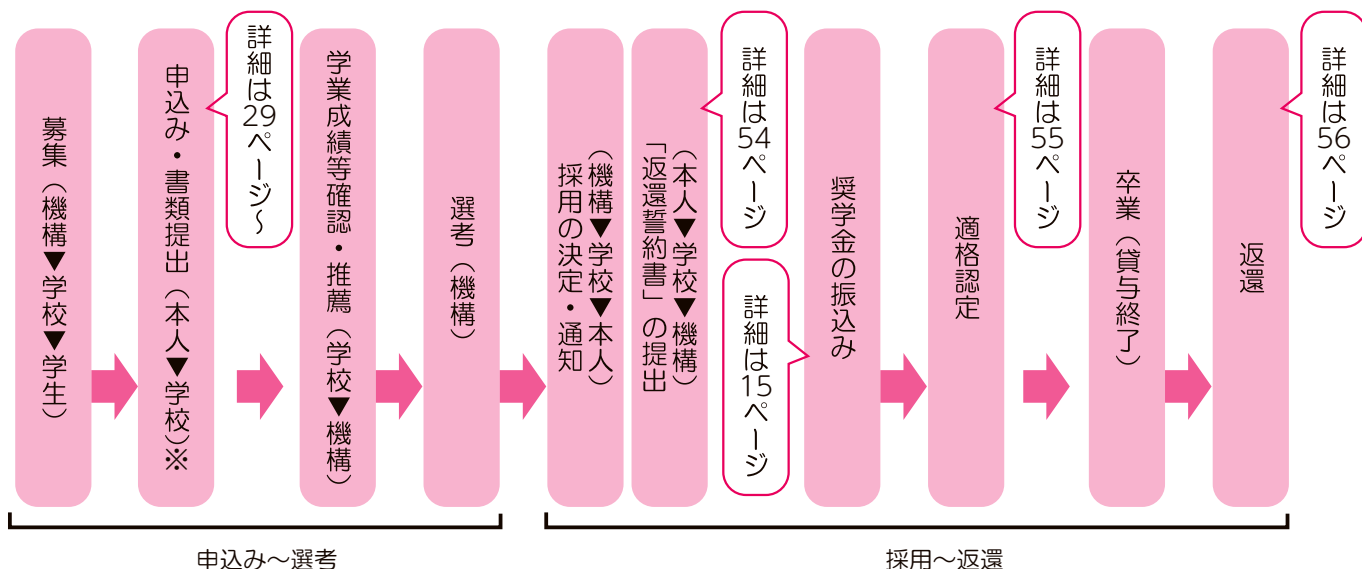 募集（機構▼学校▼学生）
申込み・書類提出（本人▼学校）※
詳細は29ページ～
学業成績等確認・推薦（学校▼機構）
選考（機構）
採用の決定・通知
（機構▼学校▼本人）
「返還誓約書」の提出
（本人▼学校▼機構）
詳細は54ページ
詳細は15ページ
奨学金の振込み
適格認定
詳細は55ページ
卒業（貸与終了）
返還
詳細は56ページ
申込み～選考
採用～返還